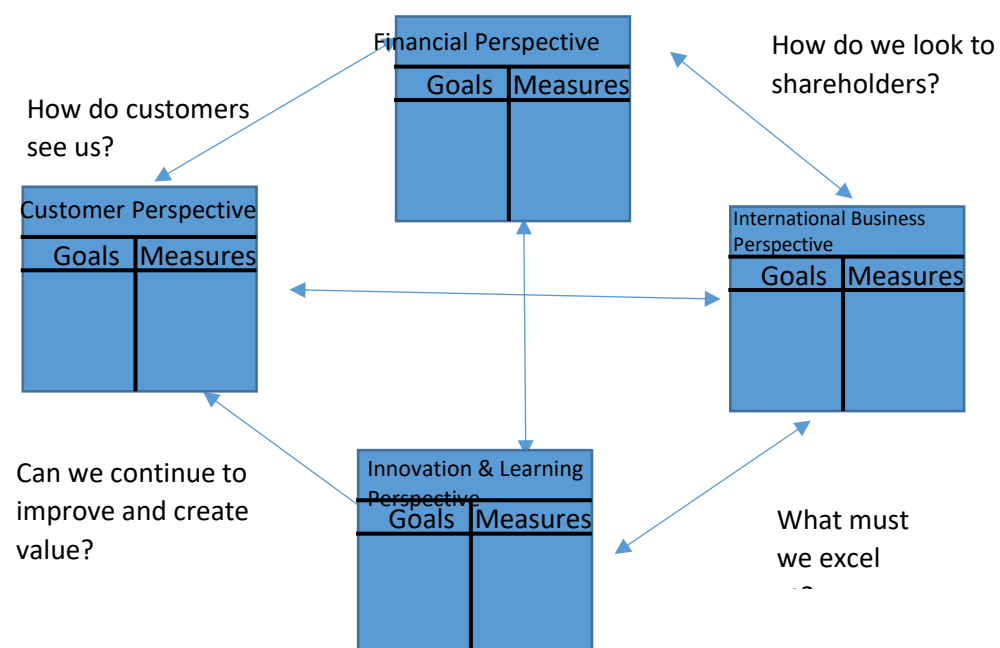 Financial Perspective
Goals Measures
How do we look to
shareholders?
How do customers
see us?
Customer Perspective
Goals Measures
International Business
Perspective
Goals Measures
Innovation & Learning
Perspective
Goals Measures
Can we continue to
improve and create
value?
What must
we excel